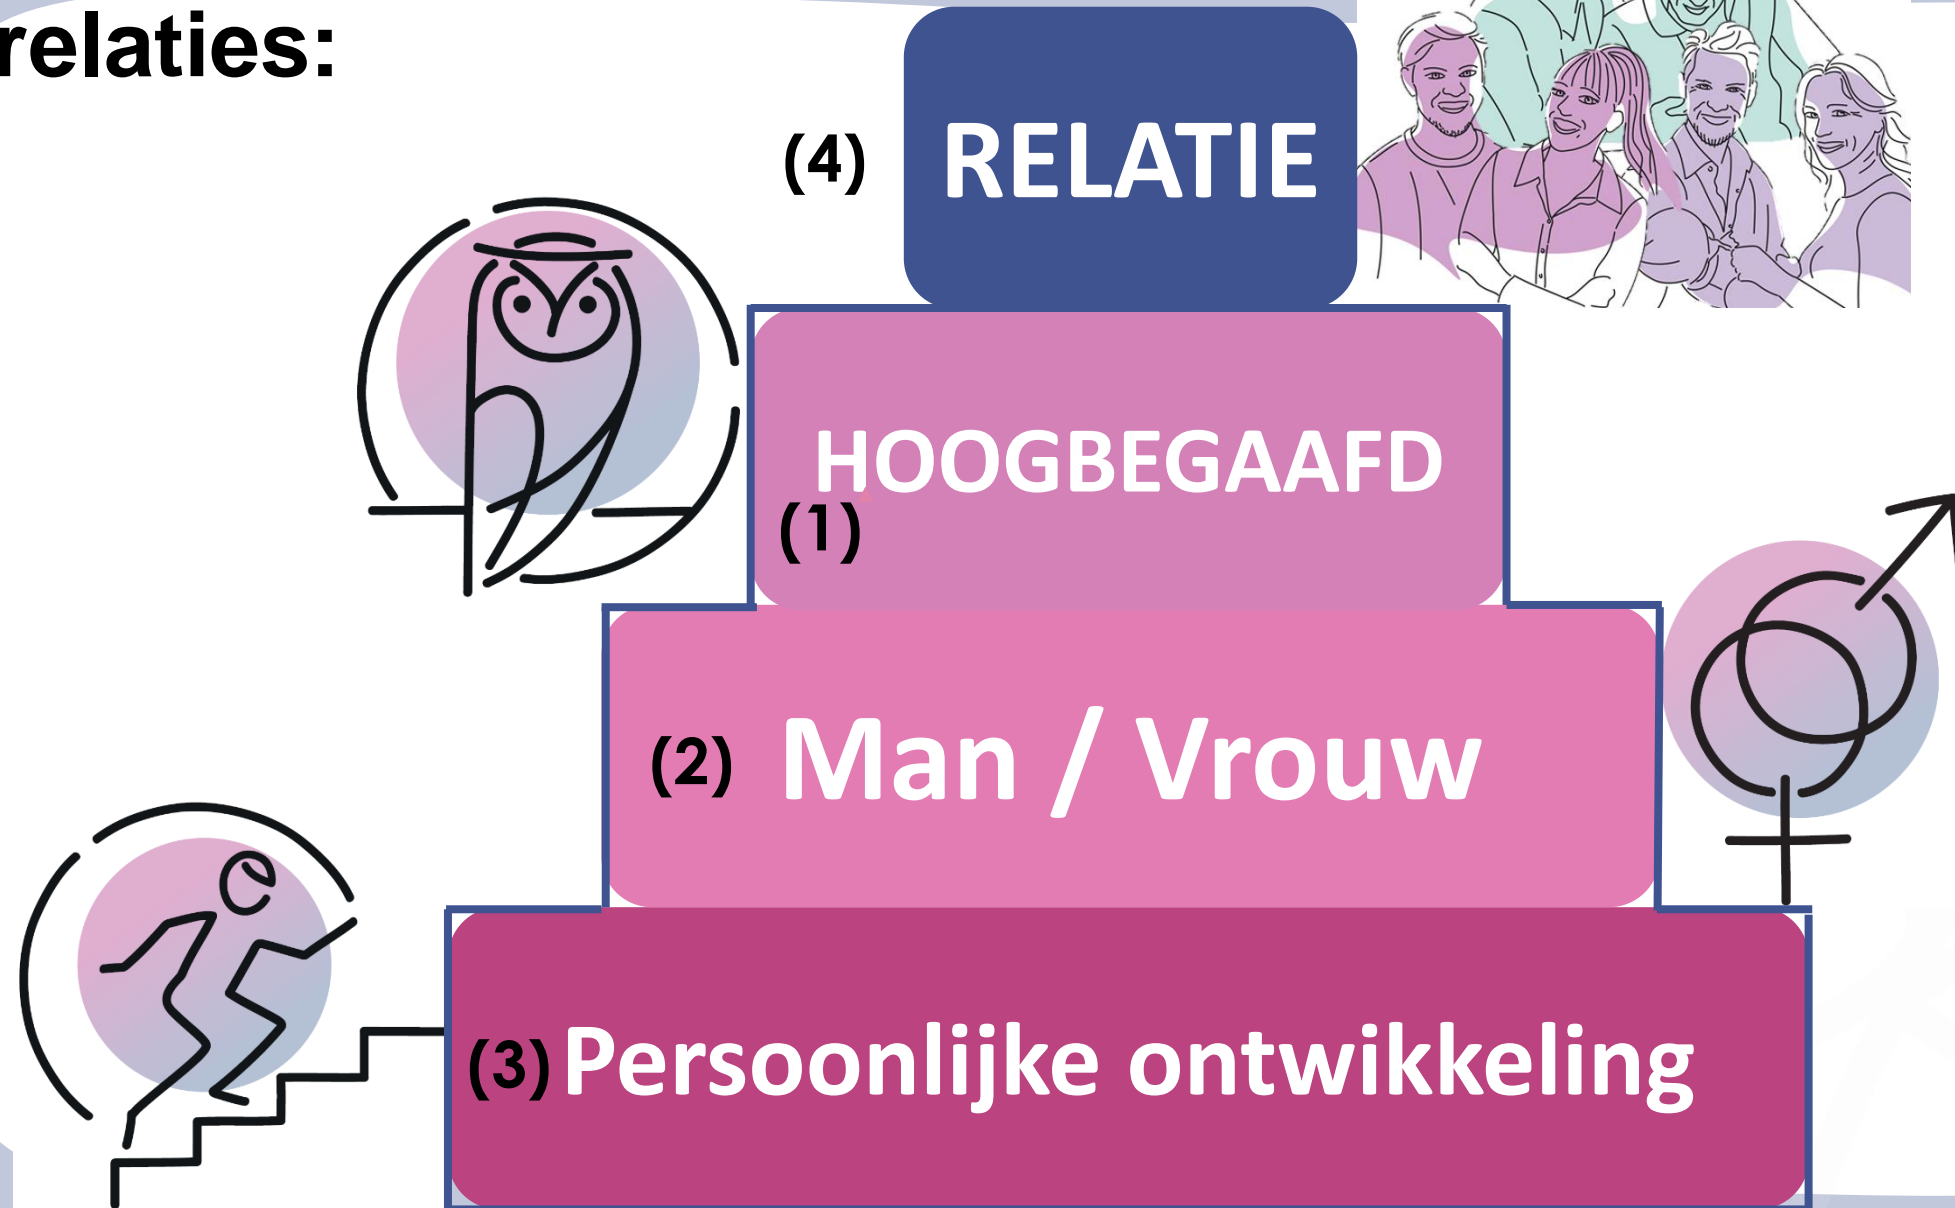 relaties:
(4) RELATIE
HOOGBEGAAFD
(1)
(2) Man / Vrouw
(3) Persoonlijke ontwikkeling